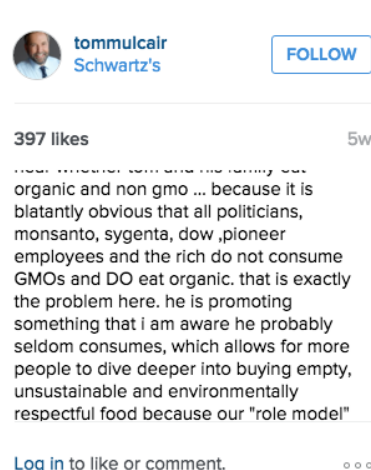 tommulcair
Schwartz's
FOLLOW
397 likes
5w
organic and non gmo ... because it is
blatantly obvious that all politicians,
monsanto, sygenta, dow ,pioneer
employees and the rich do not consume
GMOs and DO eat organic. that is exactly
the problem here. he is promoting
something that i am aware he probably
seldom consumes, which allows for more
people to dive deeper into buying empty,
unsustainable and environmentally
respectful food because our "role model"
Log in to like or comment.